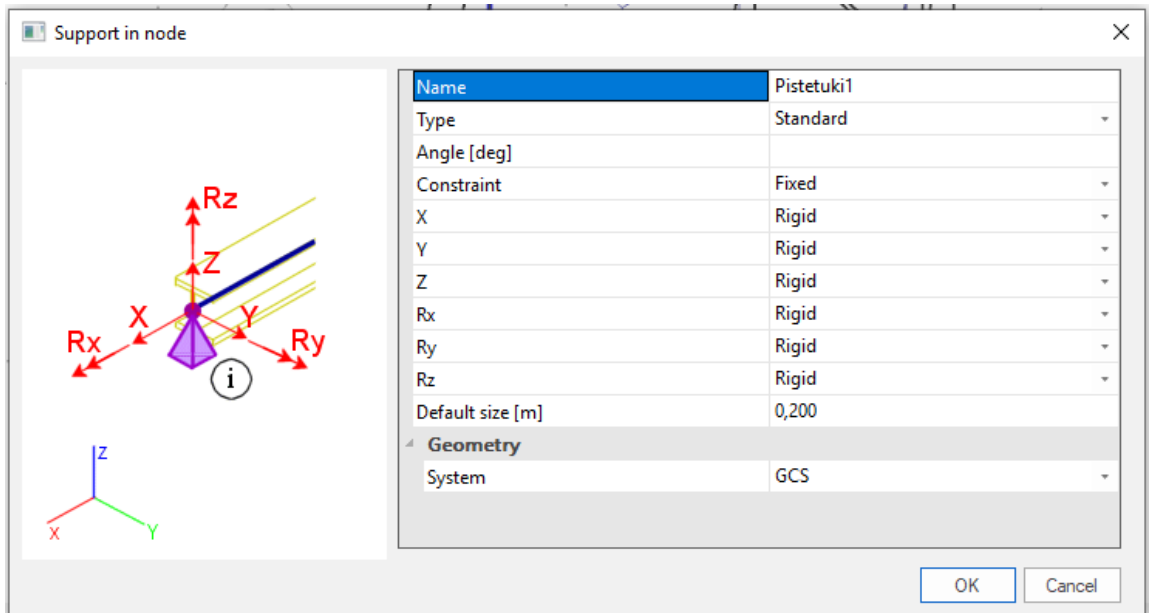 Support in node
Name Pistetuki1
Type Standard
Angle [deg]
Constraint Fixed
X Rigid
Y Rigid
Z Rigid
Rx Rigid
Ry Rigid
Rz Rigid
Default size [m] 0,200
Geometry
System GCS
Rz
Z
X Y
Rx Ry
i
Z
X Y
OK Cancel